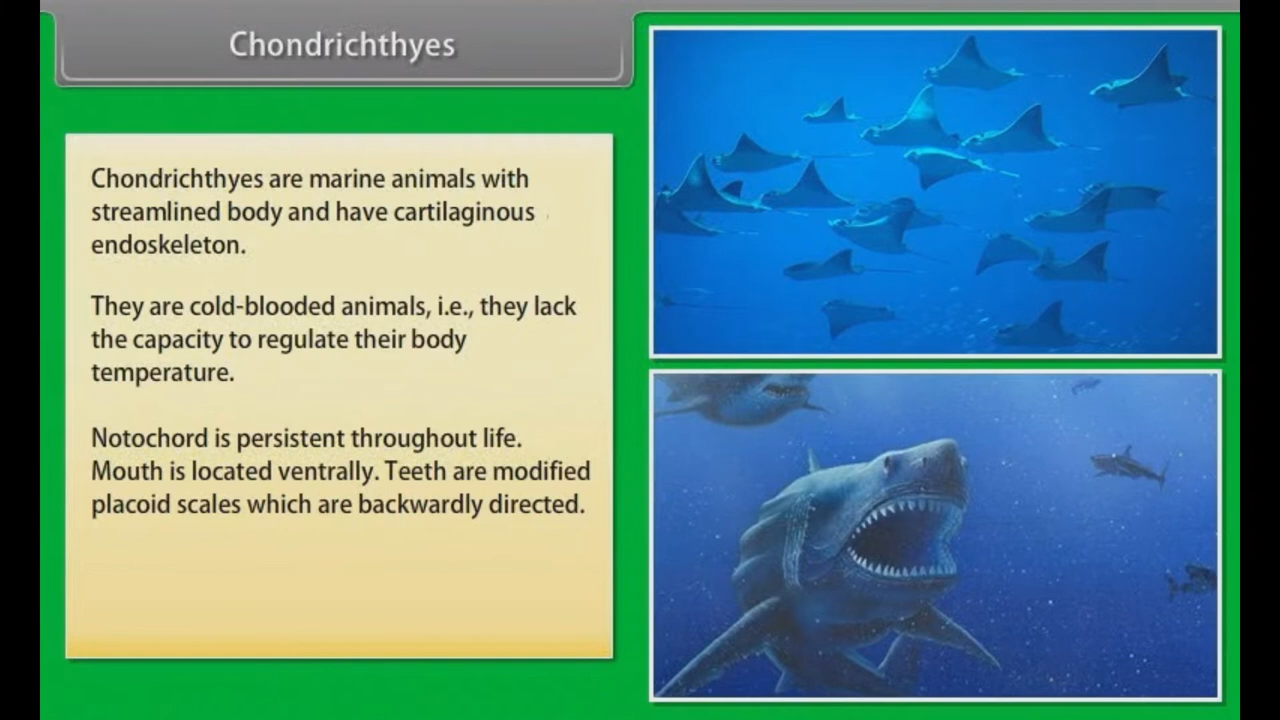 Chondrichthyes
Chondrichthyes are marine animals with
streamlined body and have cartilaginous
endoskeleton.
They are cold-blooded animals, i.e., they lack
the capacity to regulate their body
temperature.
Notochord is persistent throughout life.
Mouth is located ventrally. Teeth are modified
placoid scales which are backwardly directed.